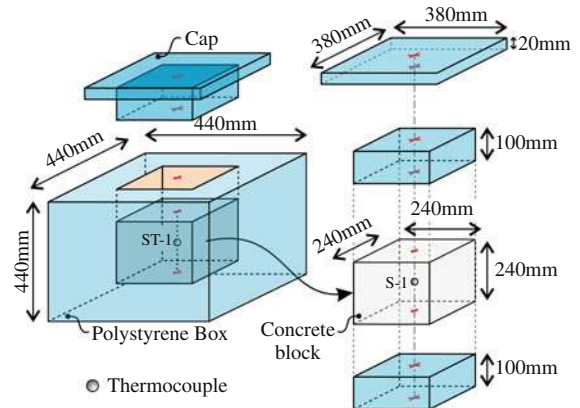 Cap
380mm
380mm
20mm
440mm
440mm
100mm
440mm
ST-1
240mm
240mm
S-1
240mm
Polystyrene Box
Concrete
block
100mm
Thermocouple